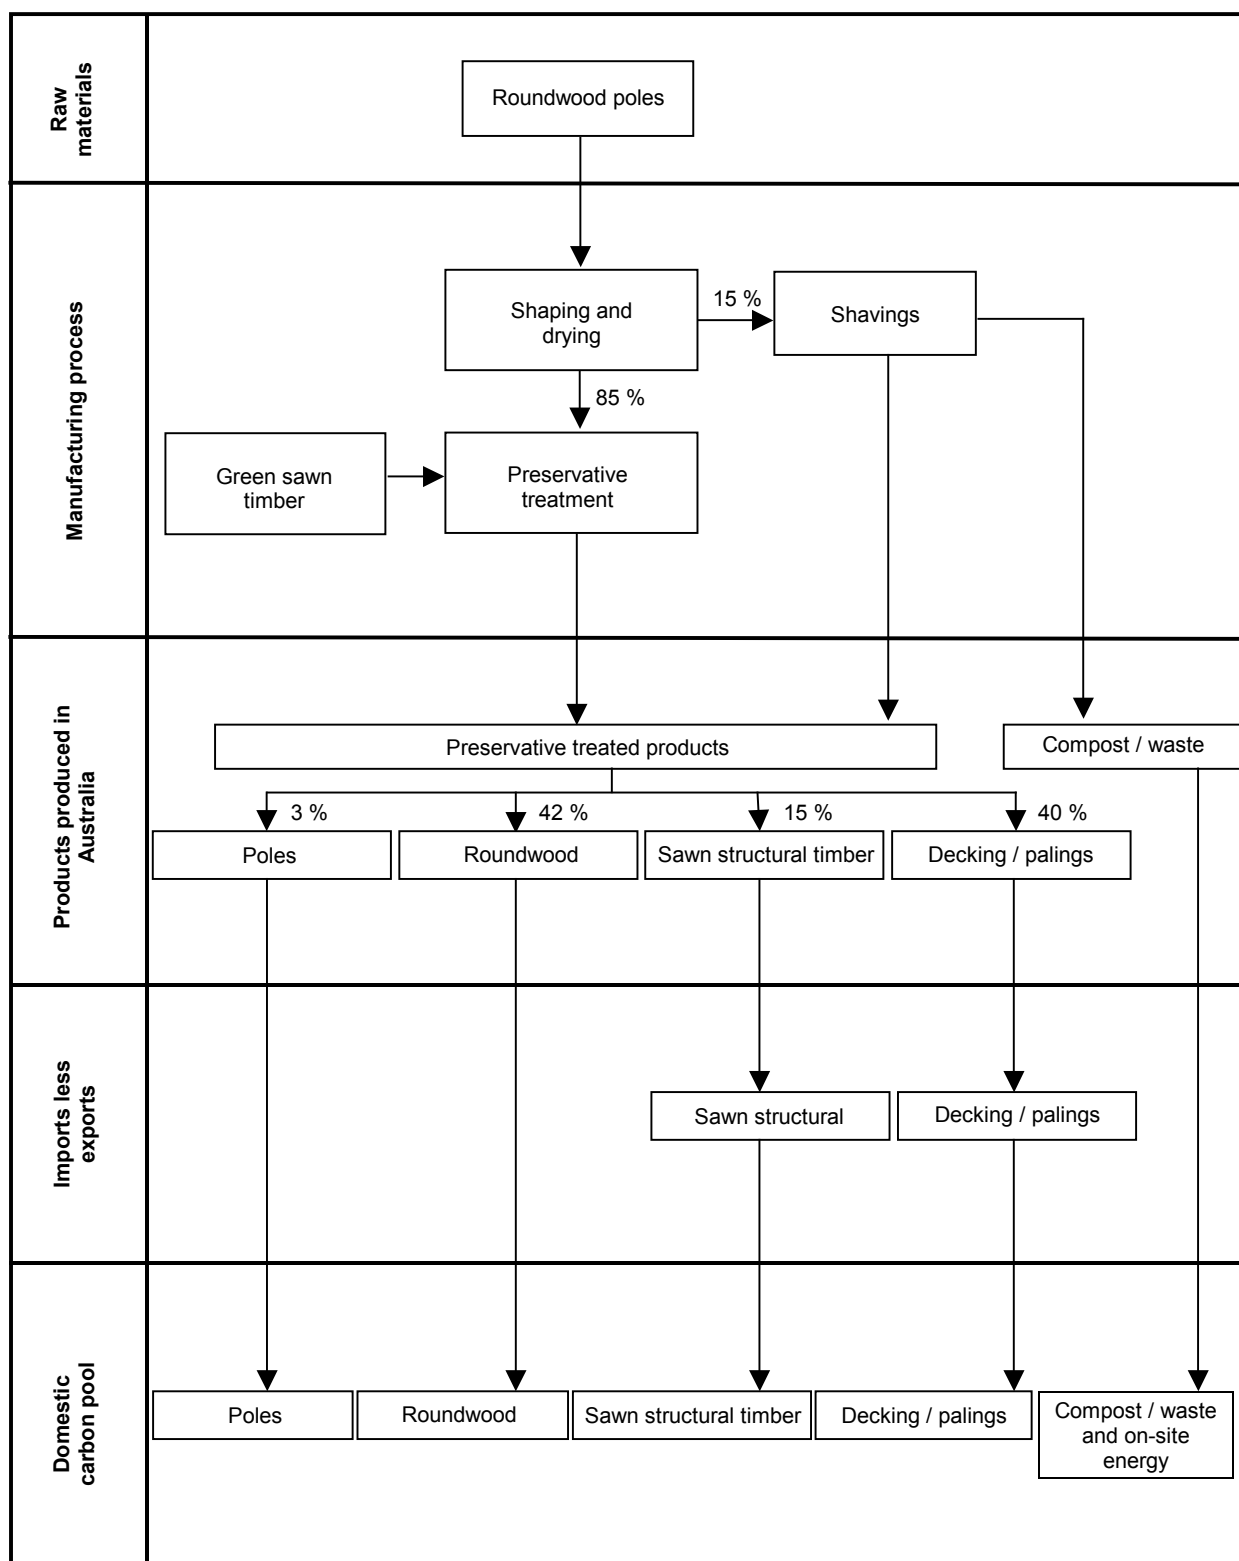 Raw
materials
Roundwood poles
Manufacturing process
Shaping and
drying
15 %
Shavings
85 %
Green sawn
timber
Preservative
treatment
Products produced in
Australia
Preservative treated products
Compost / waste
3 %
42 %
15 %
40 %
Poles
Roundwood
Sawn structural timber
Decking / palings
Imports less
exports
Sawn structural
Decking / palings
Domestic
carbon pool
Poles
Roundwood
Sawn structural timber
Decking / palings
Compost / waste
and on-site
energy